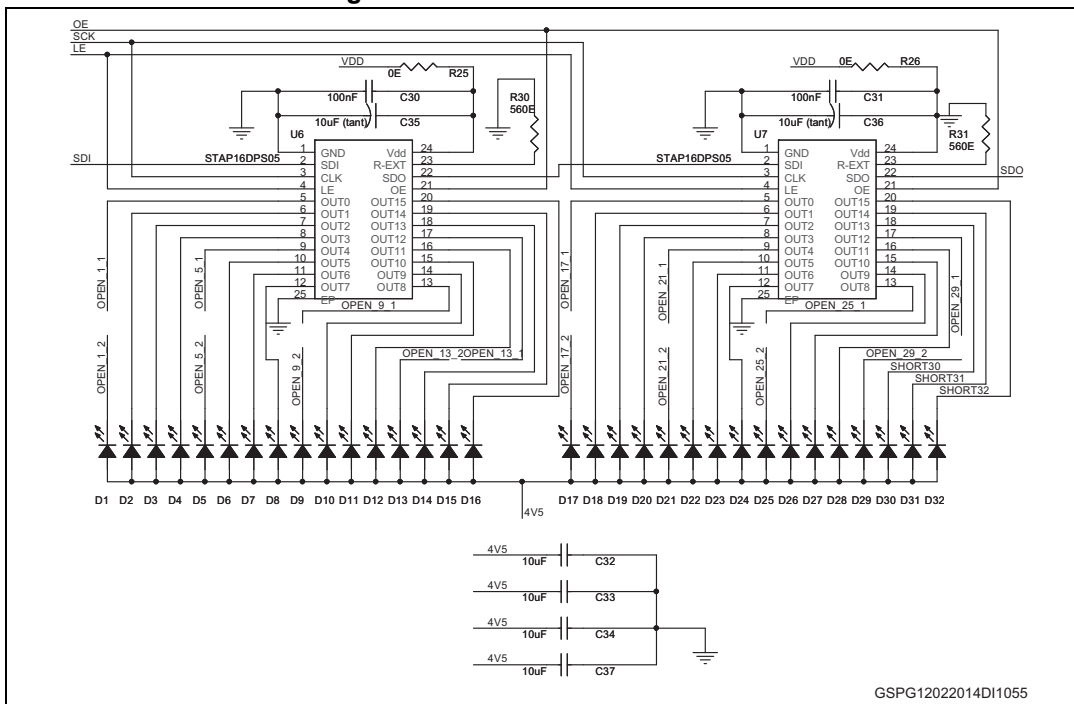 OE
SCK
LE
VDD 0E R25
100nF C30
10uF (tant) C35
R30
560E
U6
STAP16DPS05
SDI
1 GND Vdd 24
2 SDI R-EXT 23
3 CLK SDO 22
4 LE OE 21
5 OUT0 OUT15 20
6 OUT1 OUT14 19
7 OUT2 OUT13 18
8 OUT3 OUT12 17
9 OUT4 OUT11 16
10 OUT5 OUT10 15
11 OUT6 OUT9 14
12 OUT7 OUT8 13
25 EP
OPEN_1_1
OPEN_5_1
OPEN_9_1
OPEN_1_2
OPEN_5_2
OPEN_9_2
OPEN_13_2OPEN_13_1
VDD 0E R26
100nF C31
10uF (tant) C36
R31
560E
U7
STAP16DPS05
SDO
1 GND Vdd 24
2 SDI R-EXT 23
3 CLK SDO 22
4 LE OE 21
5 OUT0 OUT15 20
6 OUT1 OUT14 19
7 OUT2 OUT13 18
8 OUT3 OUT12 17
9 OUT4 OUT11 16
10 OUT5 OUT10 15
11 OUT6 OUT9 14
12 OUT7 OUT8 13
25 EP
OPEN_17_1
OPEN_21_1
OPEN_25_1
OPEN_29_1
OPEN_17_2
OPEN_21_2
OPEN_25_2
OPEN_29_2
SHORT30
SHORT31
SHORT32
D1 D2 D3 D4 D5 D6 D7 D8 D9 D10 D11 D12 D13 D14 D15 D16
D17 D18 D19 D20 D21 D22 D23 D24 D25 D26 D27 D28 D29 D30 D31 D32
4V5
4V5 10uF C32
4V5 10uF C33
4V5 10uF C34
4V5 10uF C37
GSPG12022014DI1055